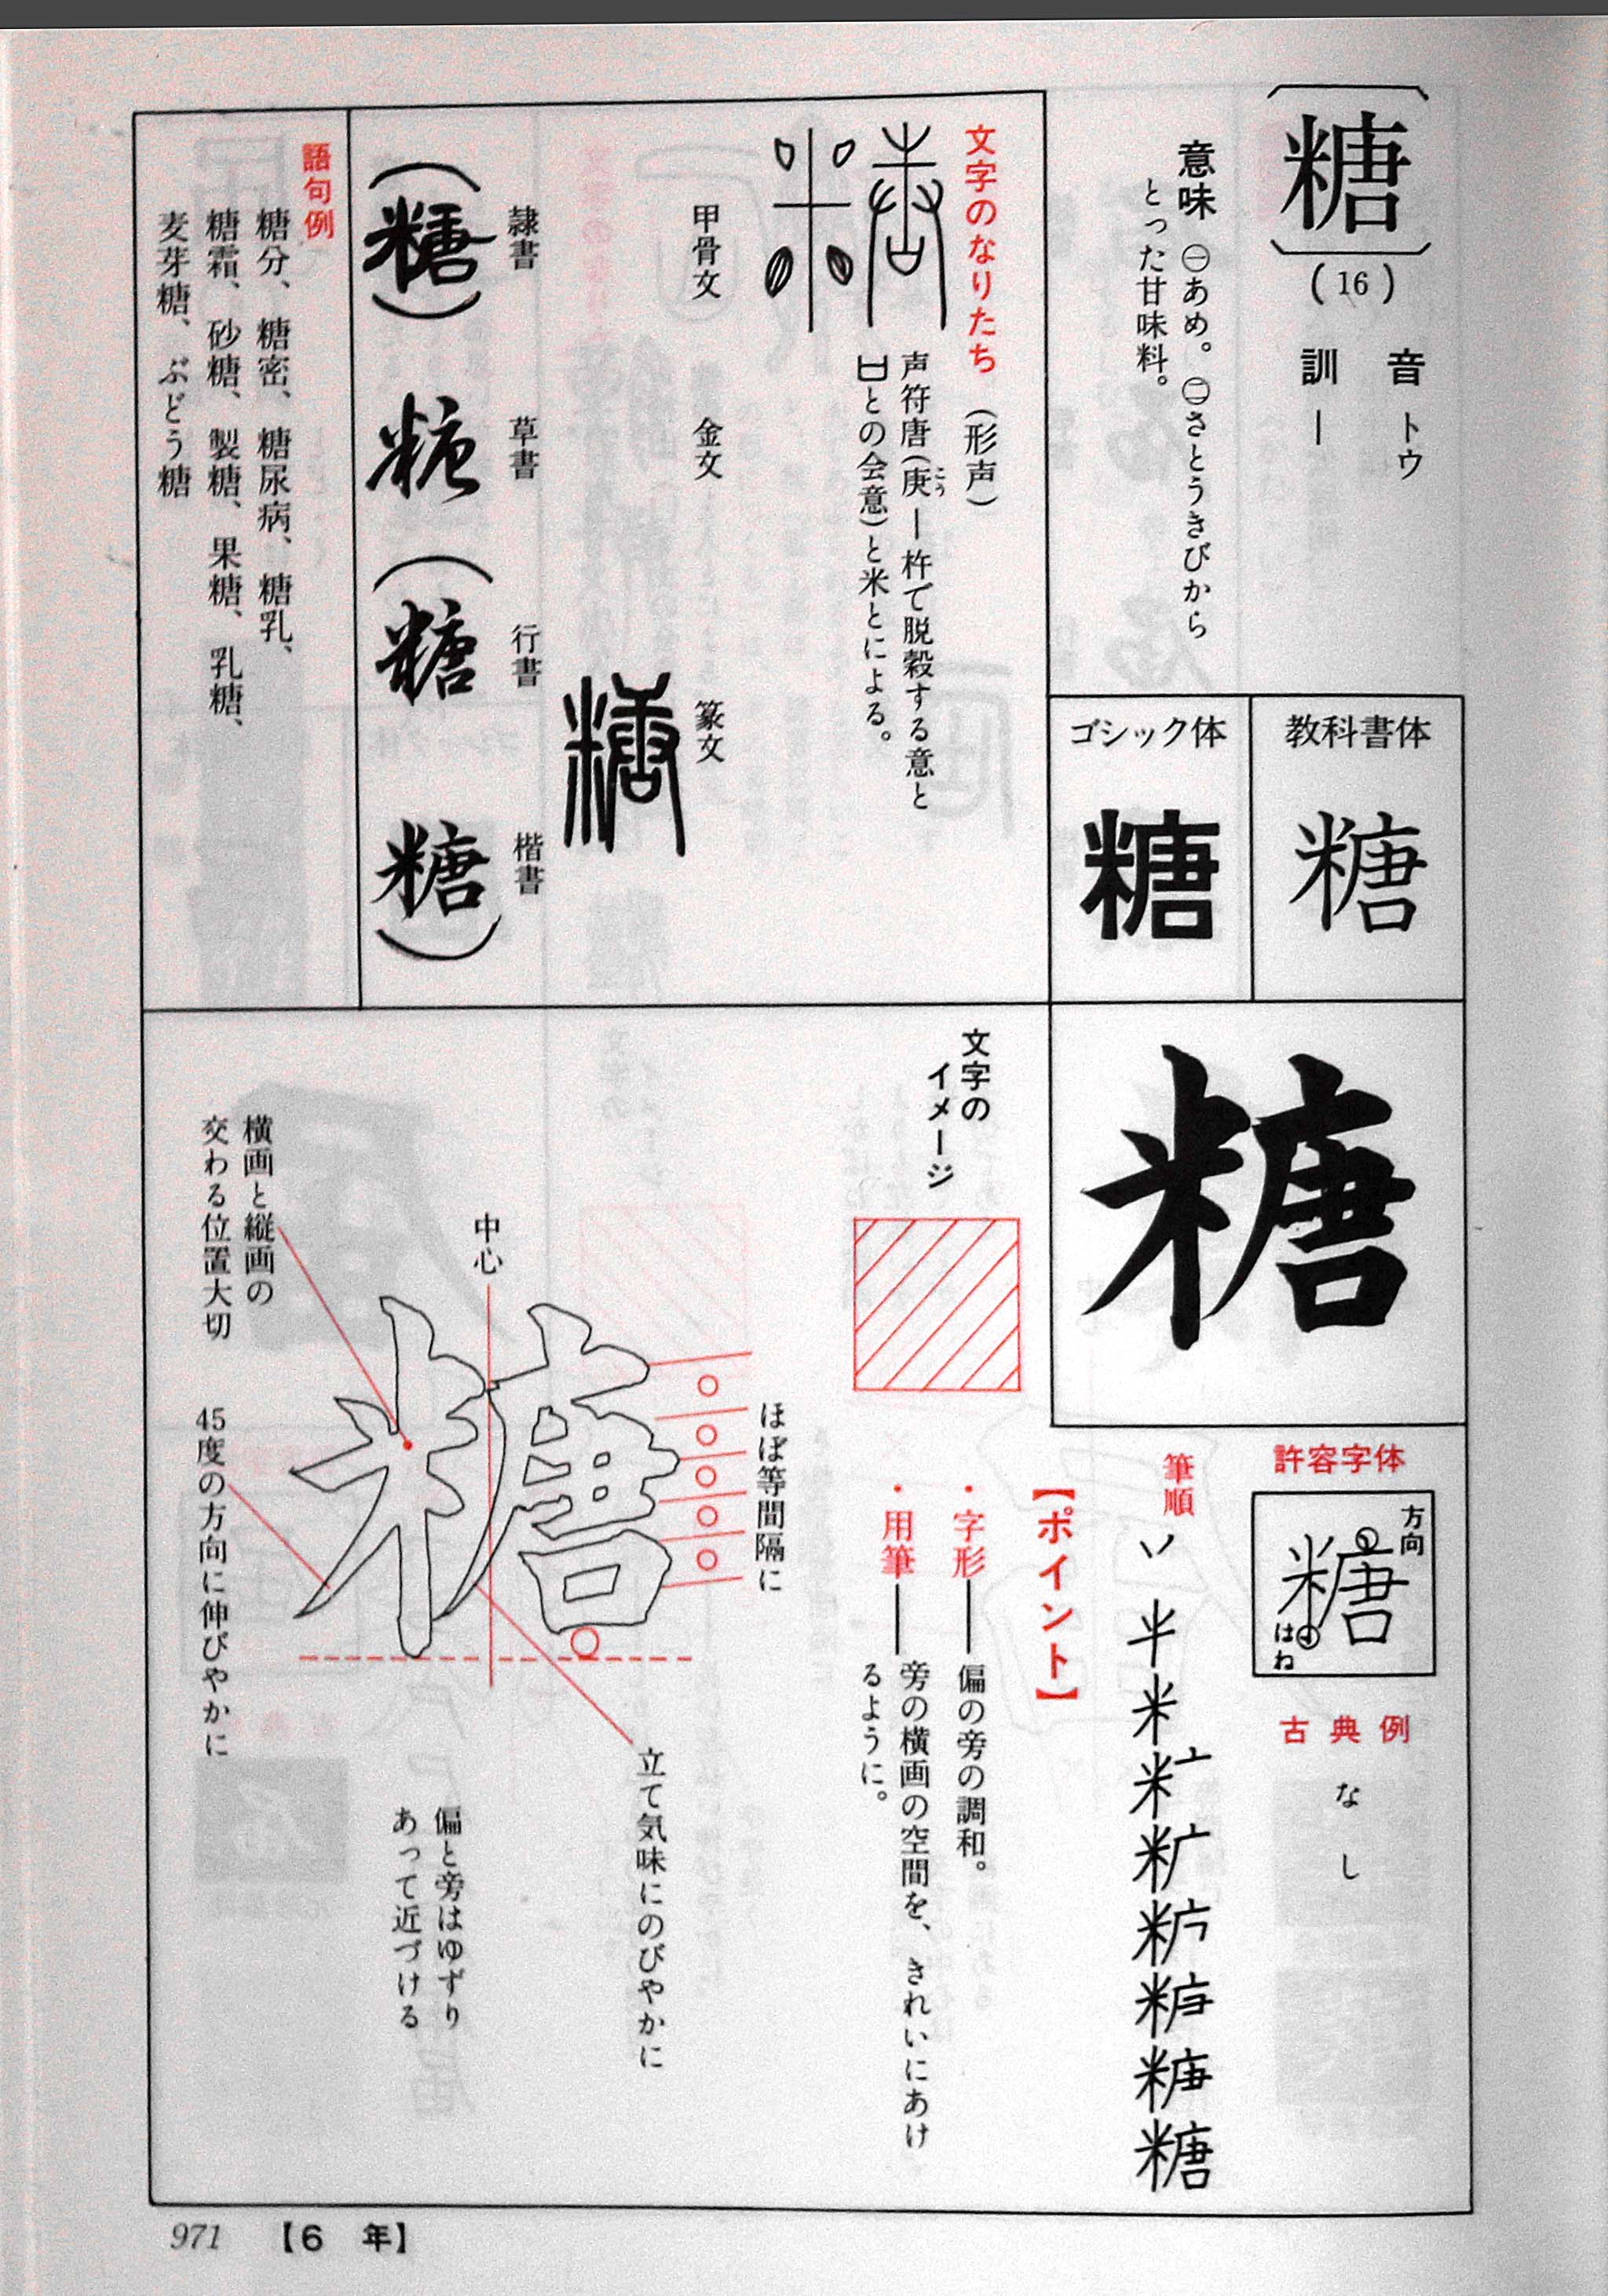 糖
(16)
音 トウ
訓 ー
意味 ㊀あめ。㊁さとうきびから
とった甘味料。
教科書体
糖
ゴシック体
糖
文字のなりたち (形声)
声符唐(庚ー杵で脱穀する意と
こう
凵との会意)と米とによる。
甲骨文
金文
篆文
糖
隷書
(糖)
草書
糖
行書
(糖
楷書
糖)
語句例
糖分、糖密、糖尿病、糖乳、
糖霜、砂糖、製糖、果糖、乳糖、
麦芽糖、ぶどう糖
糖
許容字体
方向
糖
はね
古典例
なし
筆順
【ポイント】
・字形ー偏の旁の調和。
・用筆ー旁の横画の空間を、きれいにあけ
るように。
文字の
イメージ
ほぼ等間隔に
中心
糖
横画と縦画の
交わる位置大切
45度の方向に伸びやかに
立て気味にのびやかに
偏と旁はゆずり
あって近づける
971 【6 年】